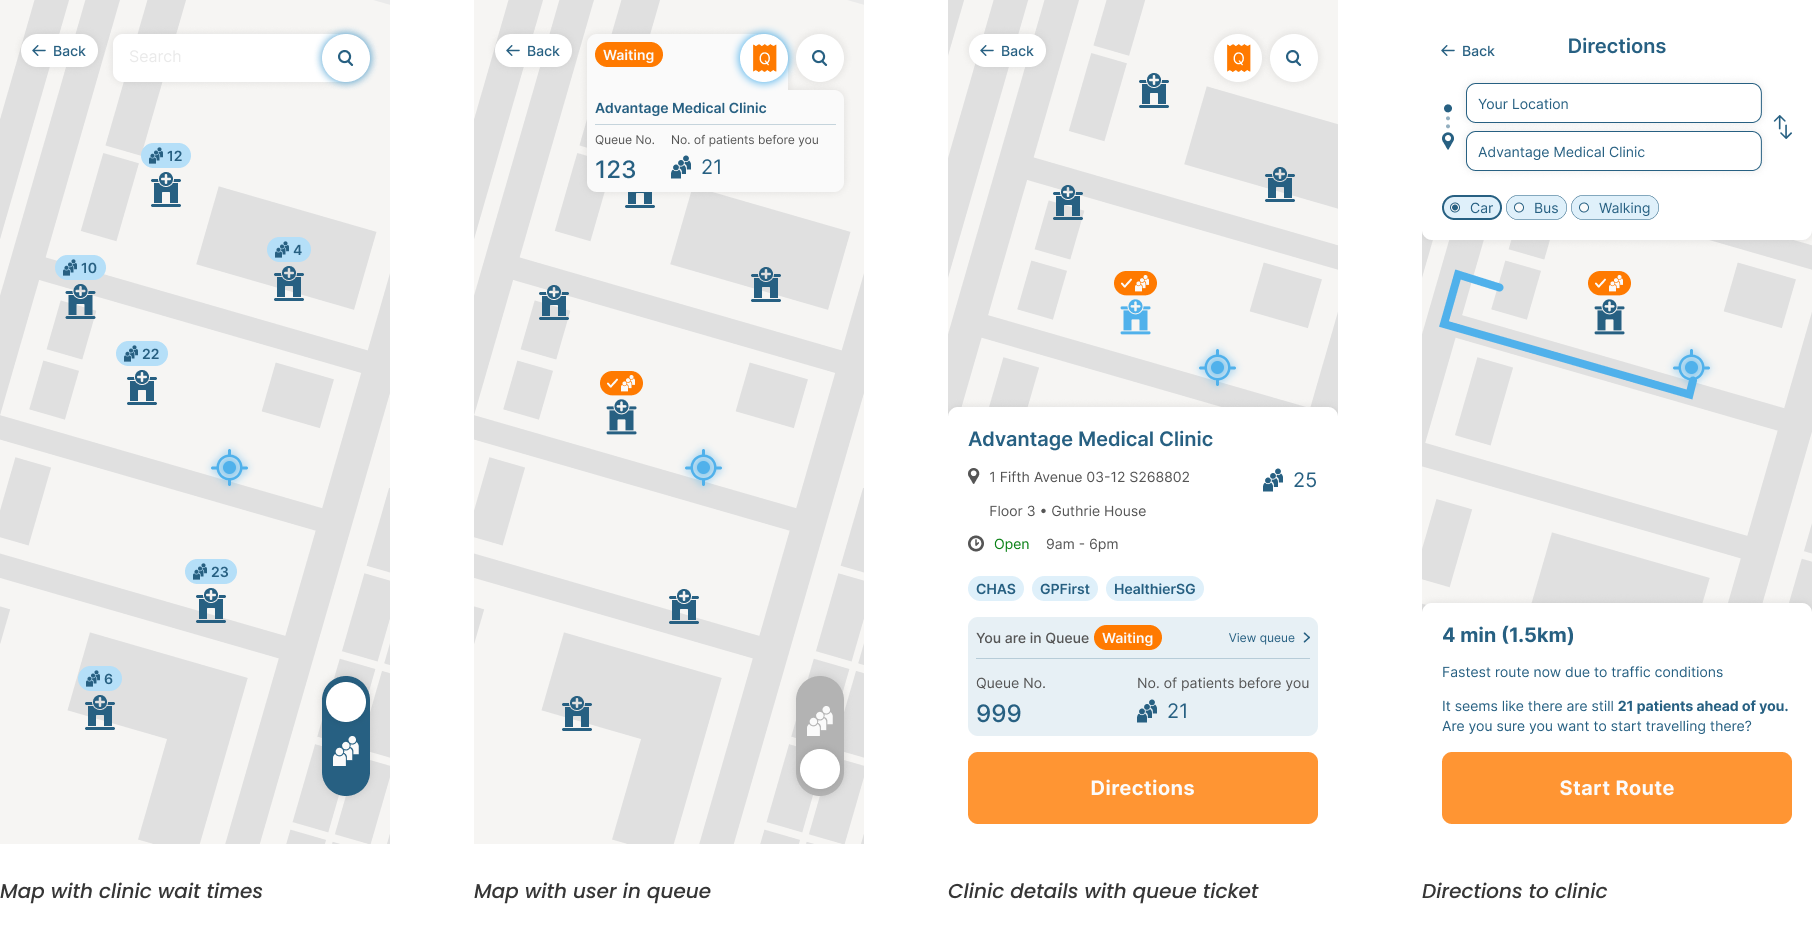 Back
Search
12
4
10
22
23
6
Map with clinic wait times
Back
Waiting
Q
Advantage Medical Clinic
Queue No. No. of patients before you
123 21
Map with user in queue
Back
Q
Advantage Medical Clinic
1 Fifth Avenue 03-12 S268802 25
Floor 3 • Guthrie House
Open 9am - 6pm
CHAS GPFirst HealthierSG
You are in Queue Waiting View queue
Queue No. No. of patients before you
999 21
Directions
Clinic details with queue ticket
Back Directions
Your Location
Advantage Medical Clinic
Car Bus Walking
4 min (1.5km)
Fastest route now due to traffic conditions
It seems like there are still 21 patients ahead of you.
Are you sure you want to start travelling there?
Start Route
Directions to clinic